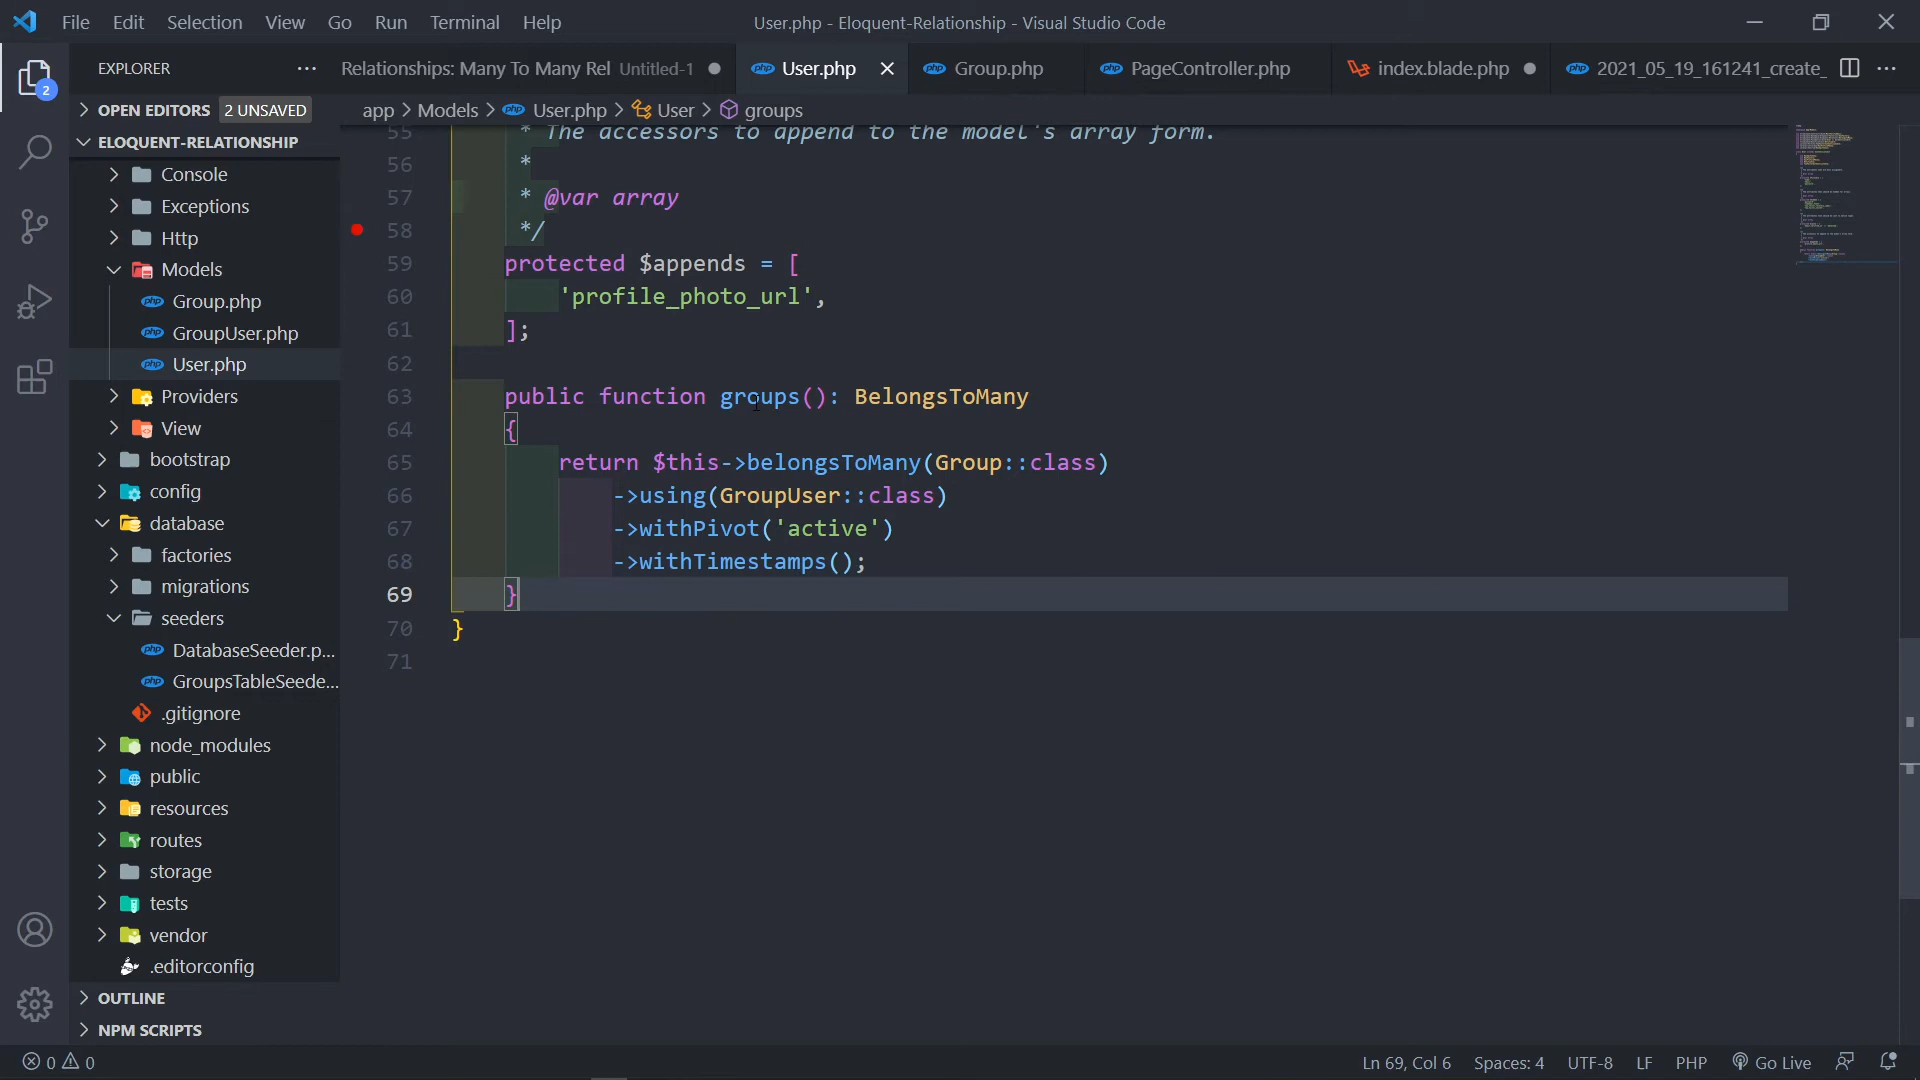 File Edit Selection View Go Run Terminal Help
User.php - Eloquent-Relationship - Visual Studio Code
EXPLORER
Relationships: Many To Many Rel Untitled-1
User.php
Group.php
PageController.php
index.blade.php
2021_05_19_161241_create_
2
OPEN EDITORS 2 UNSAVED
app > Models > User.php > User > groups
ELOQUENT-RELATIONSHIP
Console
Exceptions
Http
Models
Group.php
GroupUser.php
User.php
Providers
View
bootstrap
config
database
factories
migrations
seeders
DatabaseSeeder.p...
GroupsTableSeede...
.gitignore
node_modules
public
resources
routes
storage
tests
vendor
.editorconfig
OUTLINE
NPM SCRIPTS
55 * The accessors to append to the model's array form.
56 *
57 * @var array
58 */
59 protected $appends = [
60 'profile_photo_url',
61 ];
62
63 public function groups(): BelongsToMany
64 {
65 return $this->belongsToMany(Group::class)
66 ->using(GroupUser::class)
67 ->withPivot('active')
68 ->withTimestamps();
69 }
70 }
71
0 0
Ln 69, Col 6 Spaces: 4 UTF-8 LF PHP Go Live